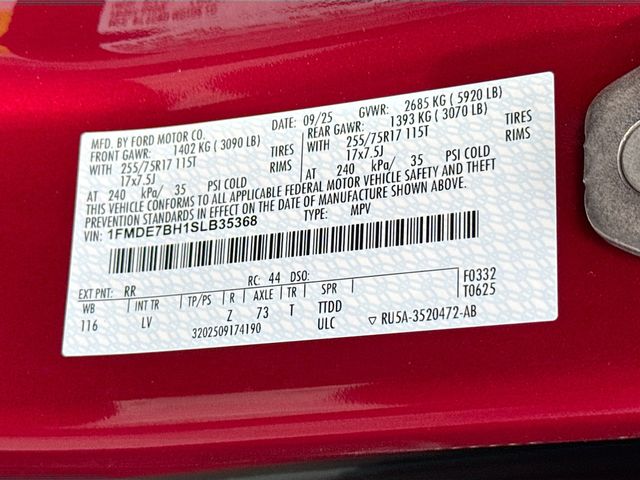 MFD. BY FORD MOTOR CO.
DATE: 09/25 GVWR: 2685 KG ( 5920 LB)
FRONT GAWR: 1402 KG ( 3090 LB) REAR GAWR: 1393 KG ( 3070 LB)
255/75R17 115T TIRES 255/75R17 115T TIRES
17x7.5J RIMS 17x7.5J RIMS
AT 240 kPa/ 35 PSI COLD AT 240 kPa/ 35 PSI COLD
THIS VEHICLE CONFORMS TO ALL APPLICABLE FEDERAL MOTOR VEHICLE SAFETY AND THEFT
PREVENTION STANDARDS IN EFFECT ON THE DATE OF MANUFACTURE SHOWN ABOVE.
VIN: 1FMDE7BH1SLB35368 TYPE: MPV
EXT PNT: RR RC: 44 DSO: F0332
WB INT TR TP/PS R AXLE TR SPR T0625
116 LV Z 73 T TTDD
3202509174190 ULC ▽ RU5A-3520472-AB